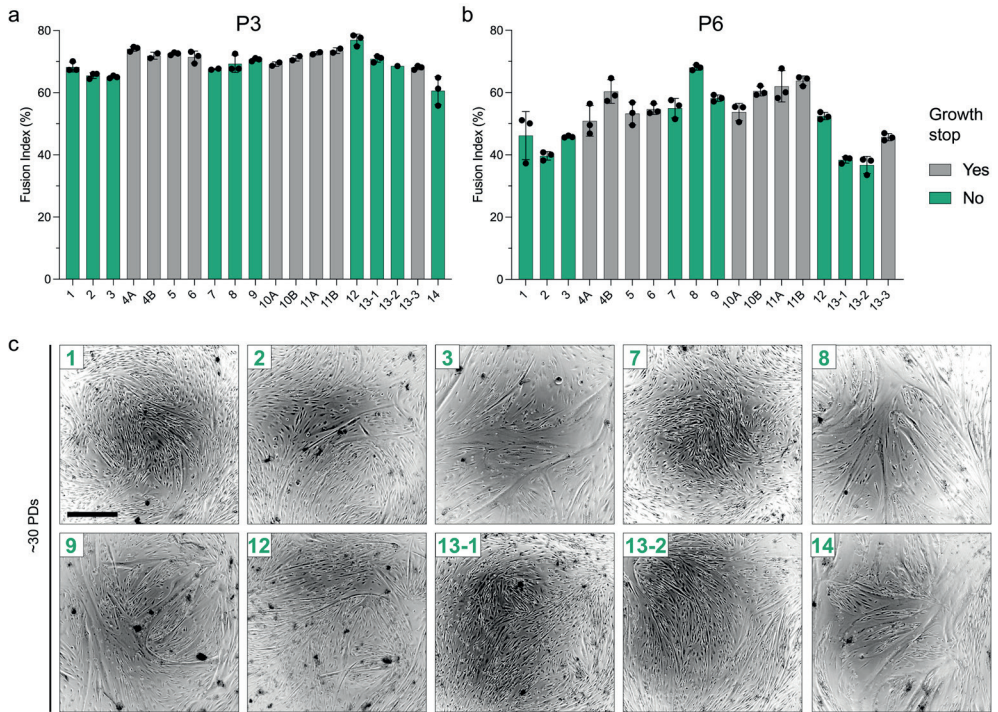 a
P3
Fusion Index (%)
80
60
40
20
0
1
2
3
4A
4B
5
6
7
8
9
10A
10B
11A
11B
12
13-1
13-2
13-3
14
b
P6
Fusion Index (%)
80
60
40
20
0
1
2
3
4A
4B
5
6
7
8
9
10A
10B
11A
11B
12
13-1
13-2
13-3
Growth
stop
Yes
No
c
~30 PDs
1
2
3
7
8
9
12
13-1
13-2
14